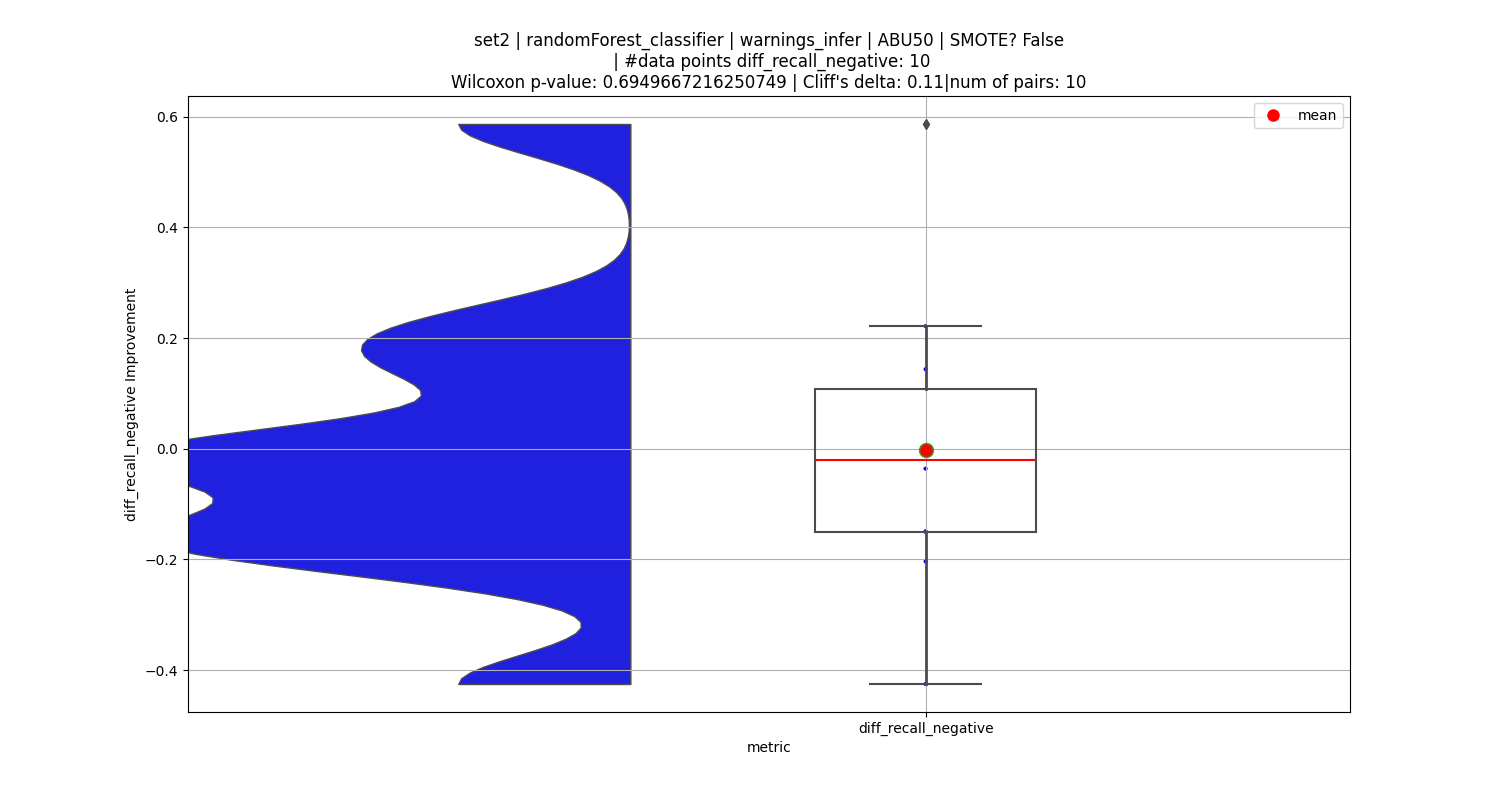 set2 | randomForest_classifier | warnings_infer | ABU50 | SMOTE? False
| #data points diff_recall_negative: 10
Wilcoxon p-value: 0.6949667216250749 | Cliff's delta: 0.11|num of pairs: 10
mean
0.6
0.4
0.2
0.0
−0.2
−0.4
diff_recall_negative Improvement
diff_recall_negative
metric